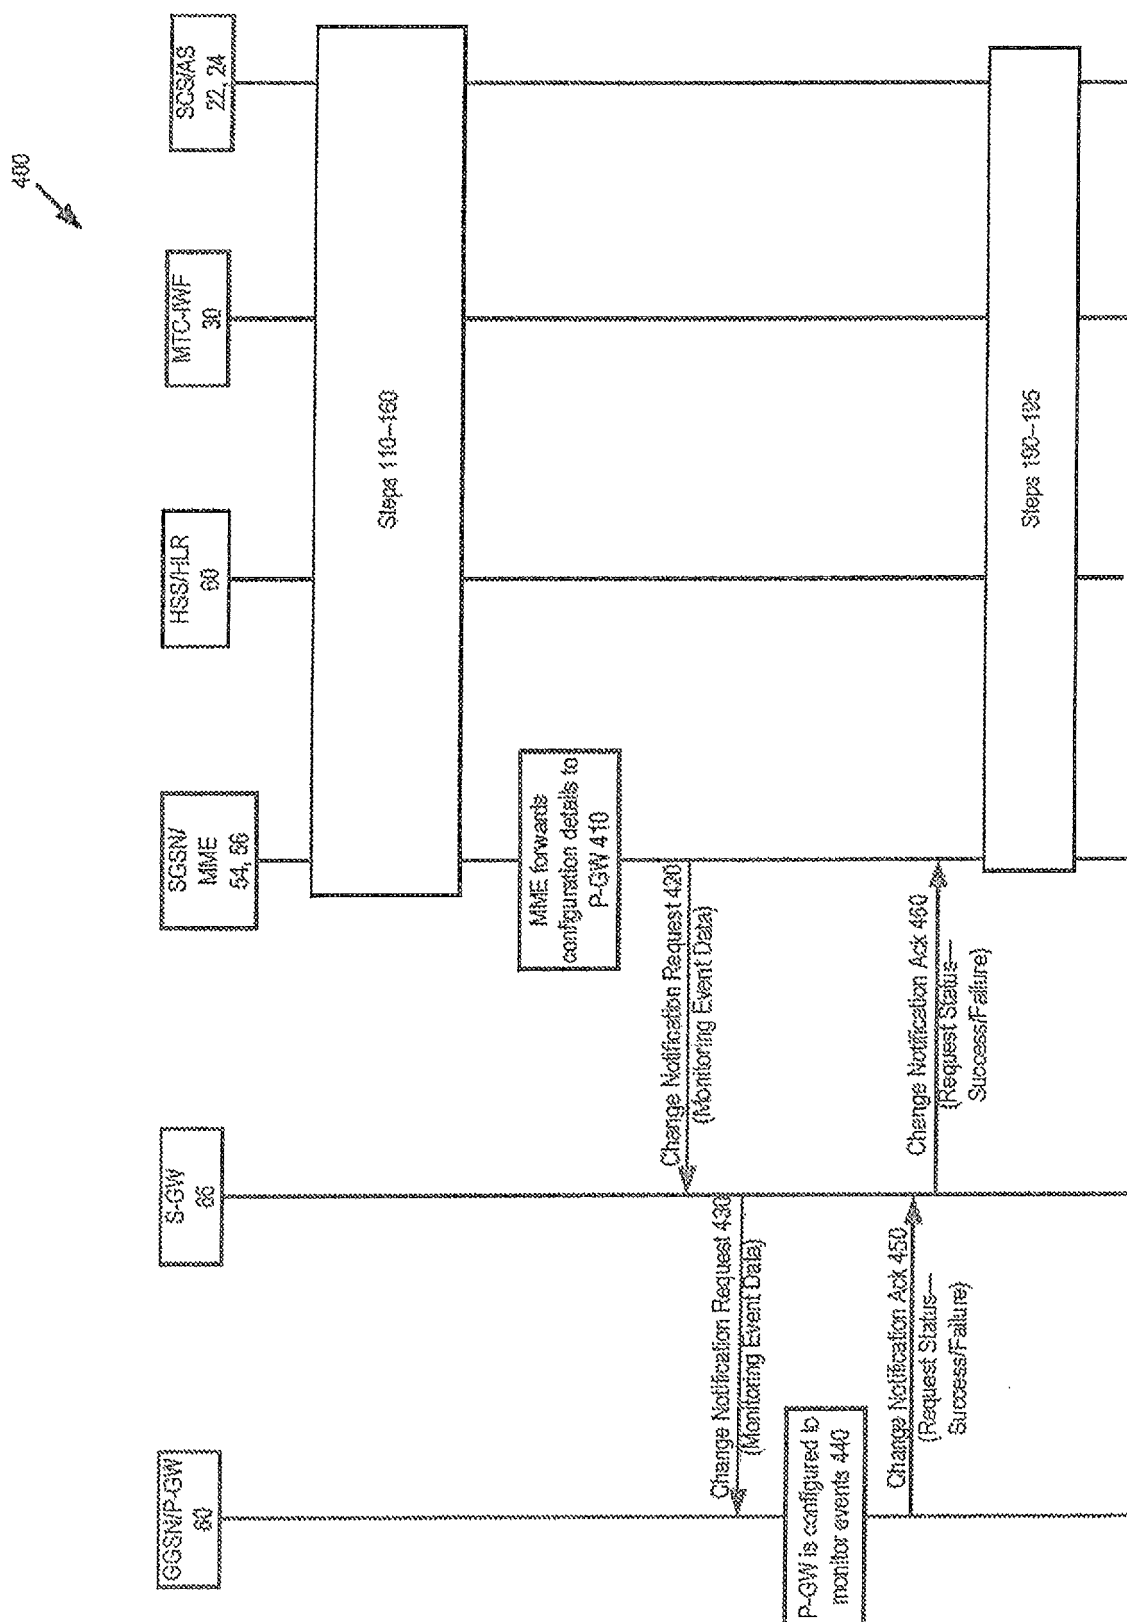 400
GGSN/P-GW
60
S-GW
SGSN/
MME
54, 56
HSS/HLR
60
MTC-IWF
30
SCS/AS
22, 24
Steps 110–160
MME forwards
configuration details to
P-GW 410
Change Notification Request 420
(Monitoring Event Data)
Change Notification Request 430
(Monitoring Event Data)
P-GW is configured to
monitor events 440
Change Notification Ack 450
(Request Status—
Success/Failure)
Change Notification Ack 460
(Request Status—
Success/Failure)
Steps 190–195